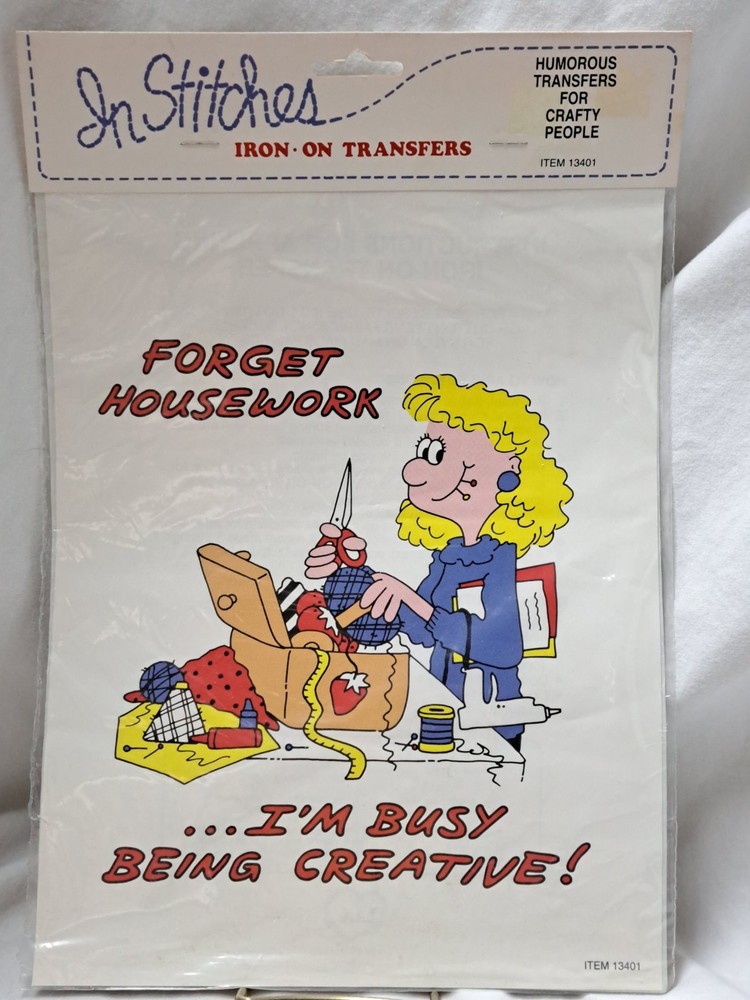 In Stitches
IRON·ON TRANSFERS
HUMOROUS
TRANSFERS
FOR
CRAFTY
PEOPLE
ITEM 13401
FORGET
HOUSEWORK
...I'M BUSY
BEING CREATIVE!
ITEM 13401